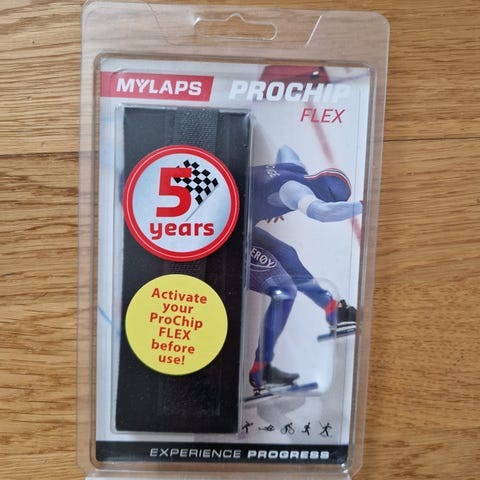 MYLAPS
PROCHIP
FLEX
5
years
Activate
your
ProChip
FLEX
before
use!
EXPERIENCE PROGRESS